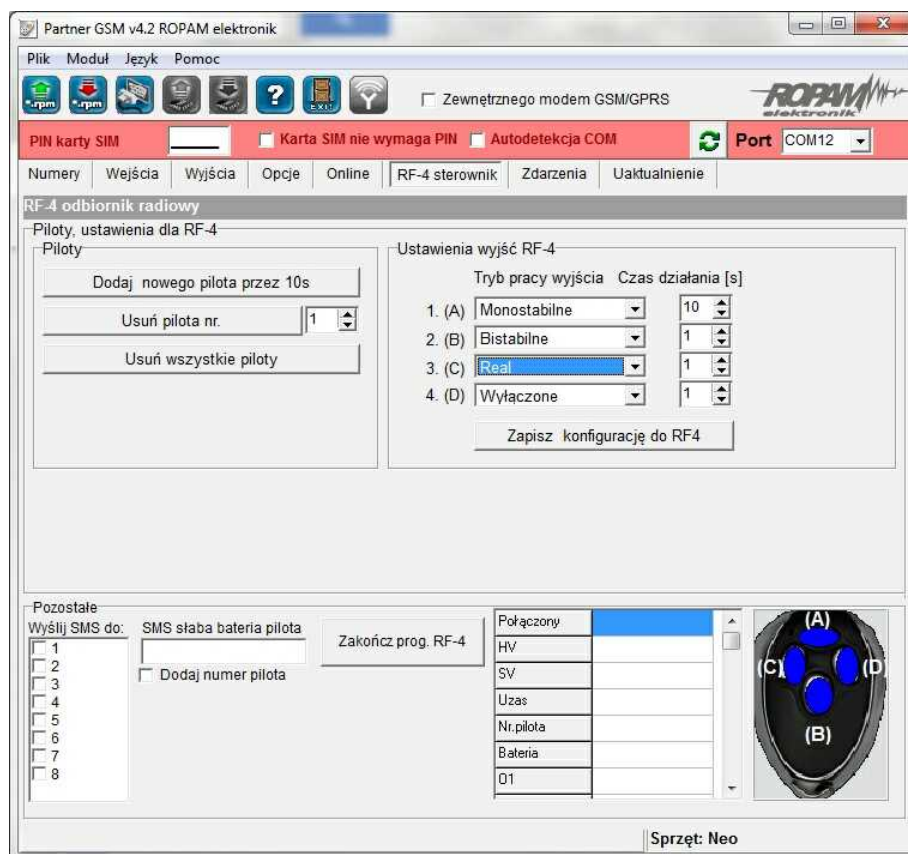 Partner GSM v4.2 ROPAM elektronik
Plik Moduł Język Pomoc
*.rpm *.rpm ? EXIT Zewnętrznego modem GSM/GPRS ROPAM elektronik
PIN karty SIM Karta SIM nie wymaga PIN Autodetekcja COM Port COM12
Numery Wejścia Wyjścia Opcje Online RF-4 sterownik Zdarzenia Uaktualnienie
RF-4 odbiornik radiowy
Piloty, ustawienia dla RF-4
Piloty
Dodaj nowego pilota przez 10s
Usuń pilota nr. 1
Usuń wszystkie piloty
Ustawienia wyjść RF-4
Tryb pracy wyjścia Czas działania [s]
1. (A) Monostabilne 10
2. (B) Bistabilne 1
3. (C) Real 1
4. (D) Wyłączone 1
Zapisz konfigurację do RF4
Pozostałe
Wyślij SMS do:
1
2
3
4
5
6
7
8
SMS słaba bateria pilota
Dodaj numer pilota
Zakończ prog. RF-4
Połączony
HV
SV
Uzas
Nr.pilota
Bateria
O1
(A)
(C) (D)
(B)
Sprzęt: Neo